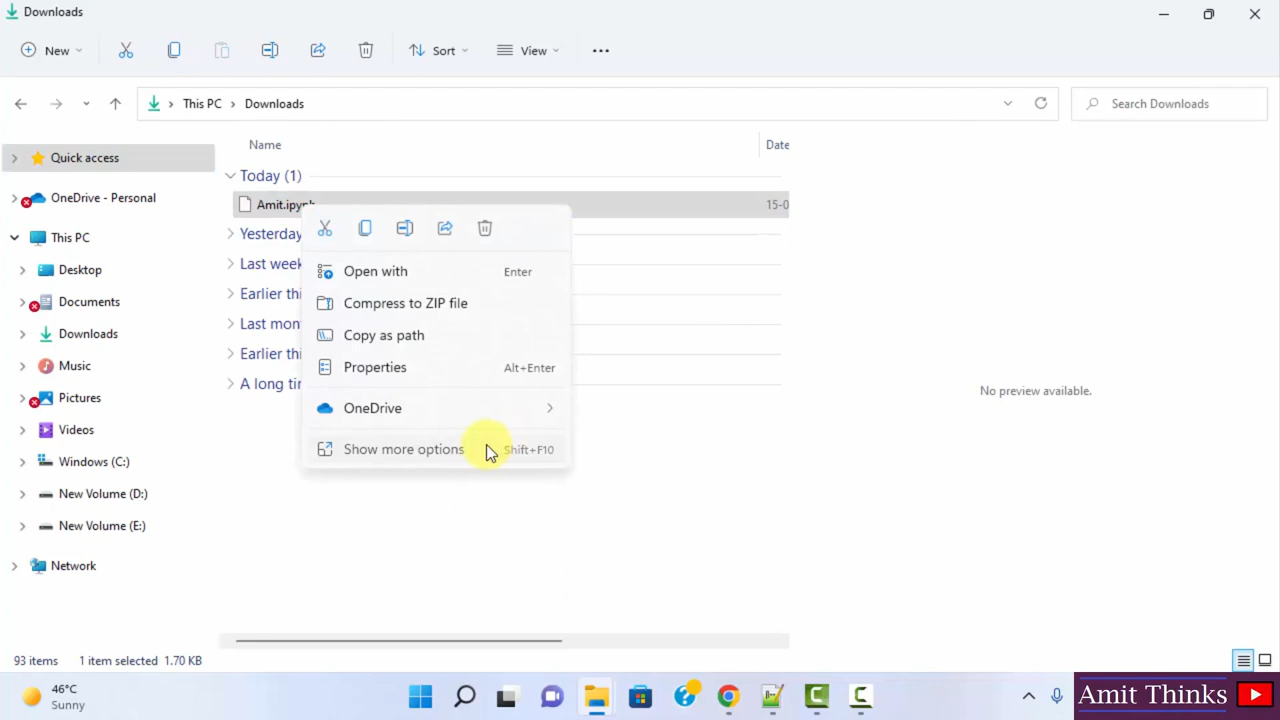 Downloads
New
Sort
View
This PC
Downloads
Search Downloads
Quick access
OneDrive - Personal
This PC
Desktop
Documents
Downloads
Music
Pictures
Videos
Windows (C:)
New Volume (D:)
New Volume (E:)
Network
Name
Date
Today (1)
Amit.ipynb
15-0
Yesterday
Last week
Earlier thi
Last mon
Earlier thi
A long tin
Open with Enter
Compress to ZIP file
Copy as path
Properties Alt+Enter
OneDrive
Show more options Shift+F10
No preview available.
93 items 1 item selected 1.70 KB
46°C
Sunny
Amit Thinks